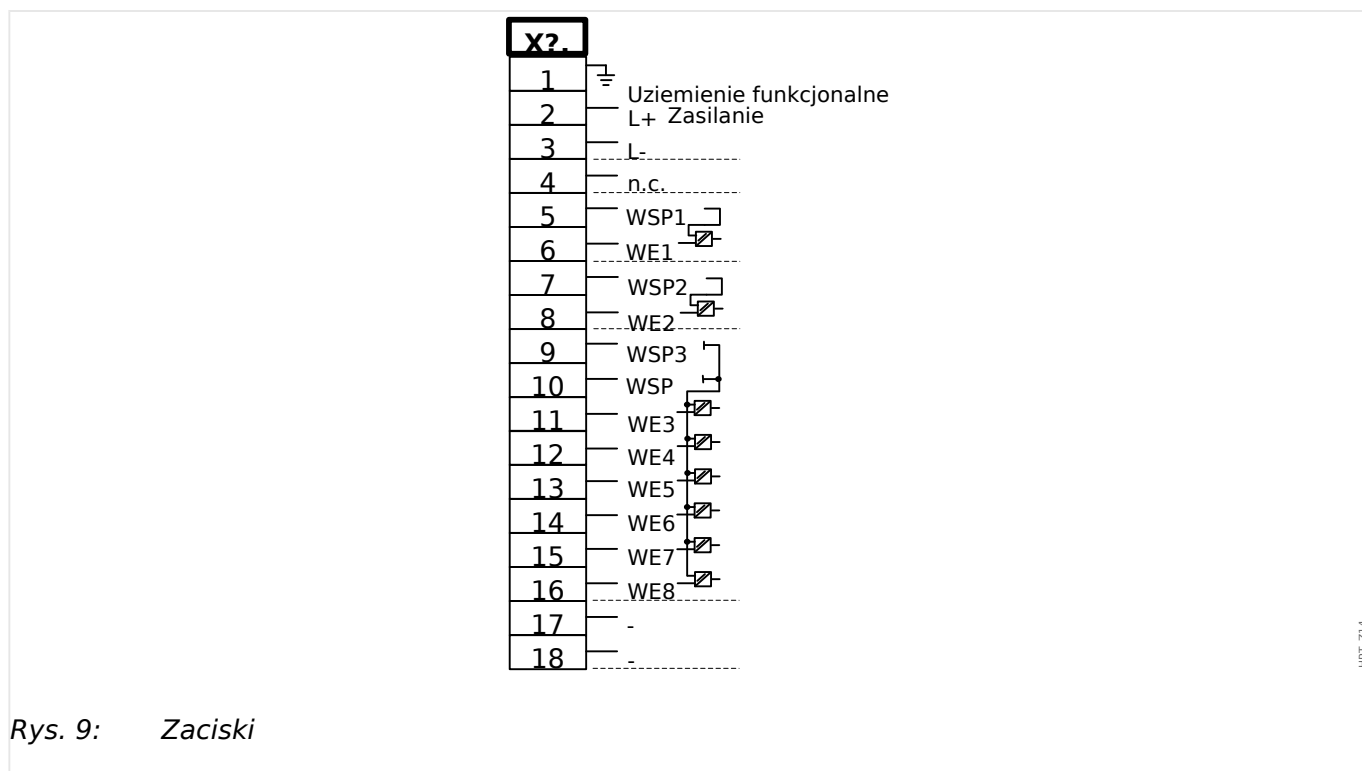 X?.
1
Uziemienie funkcjonalne
2 L+ Zasilanie
3 L-
4 n.c.
5 WSP1
6 WE1
7 WSP2
8 WE2
9 WSP3
10 WSP
11 WE3
12 WE4
13 WE5
14 WE6
15 WE7
16 WE8
17 -
18 -
Rys. 9: Zaciski